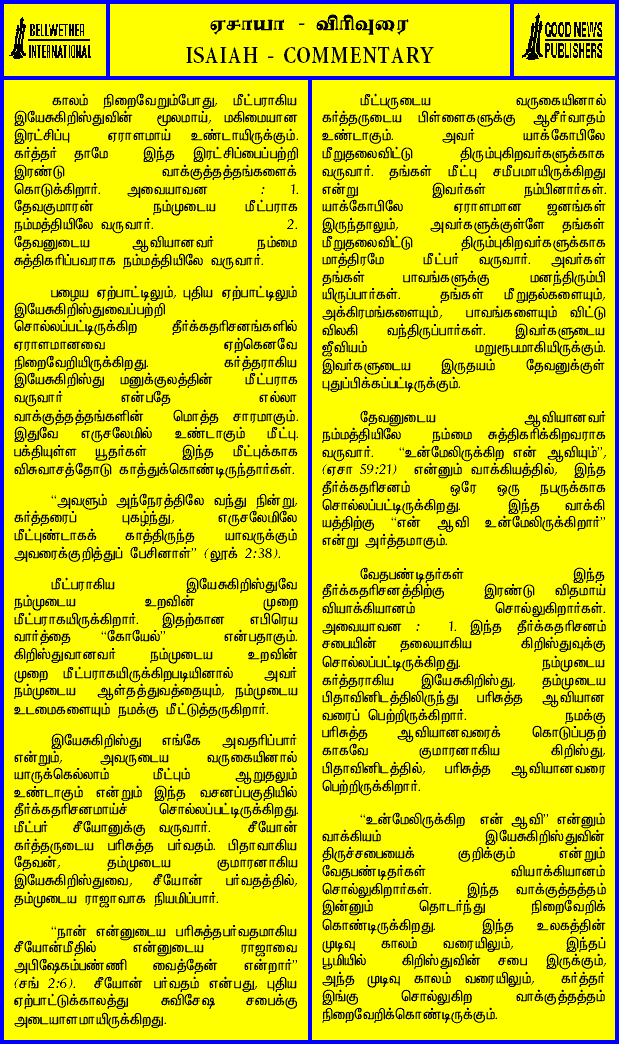 BELLWETHER
INTERNATIONAL
ஏசாயா - விரிவுரை
ISAIAH - COMMENTARY
GOOD NEWS
PUBLISHERS
காலம் நிறைவேறும்போது, மீட்பராகிய
இயேசுகிறிஸ்துவின் மூலமாய், மகிமையான
இரட்சிப்பு ஏராளமாய் உண்டாயிருக்கும்.
கர்த்தர் தாமே இந்த இரட்சிப்பைப்பற்றி
இரண்டு வாக்குத்தத்தங்களைக்
கொடுக்கிறார். அவையாவன : 1.
தேவகுமாரன் நம்முடைய மீட்பராக
நம்மத்தியிலே வருவார். 2.
தேவனுடைய ஆவியானவர் நம்மை
சுத்திகரிப்பவராக நம்மத்தியிலே வருவார்.
பழைய ஏற்பாட்டிலும், புதிய ஏற்பாட்டிலும்
இயேசுகிறிஸ்துவைப்பற்றி
சொல்லப்பட்டிருக்கிற தீர்க்கதரிசனங்களில்
ஏராளமானவை ஏற்கெனவே
நிறைவேறியிருக்கிறது. கர்த்தராகிய
இயேசுகிறிஸ்து மனுக்குலத்தின் மீட்பராக
வருவார் என்பதே எல்லா
வாக்குத்தத்தங்களின் மொத்த சாரமாகும்.
இதுவே எருசலேமில் உண்டாகும் மீட்பு.
பக்தியுள்ள யூதர்கள் இந்த மீட்புக்காக
விசுவாசத்தோடு காத்துக்கொண்டிருந்தார்கள்.
“அவளும் அந்நேரத்திலே வந்து நின்று,
கர்த்தரைப் புகழ்ந்து, எருசலேமிலே
மீட்புண்டாகக் காத்திருந்த யாவருக்கும்
அவரைக்குறித்துப் பேசினாள்” (லூக் 2:38).
மீட்பராகிய இயேசுகிறிஸ்துவே
நம்முடைய உறவின் முறை
மீட்பராகயிருக்கிறார். இதற்கான எபிரெய
வார்த்தை “கோயேல்” என்பதாகும்.
கிறிஸ்துவானவர் நம்முடைய உறவின்
முறை மீட்பராகயிருக்கிறபடியினால் அவர்
நம்முடைய ஆள்தத்துவத்தையும், நம்முடைய
உடமைகளையும் நமக்கு மீட்டுத்தருகிறார்.
இயேசுகிறிஸ்து எங்கே அவதரிப்பார்
என்றும், அவருடைய வருகையினால்
யாருக்கெல்லாம் மீட்பும் ஆறுதலும்
உண்டாகும் என்றும் இந்த வசனப்பகுதியில்
தீர்க்கதரிசனமாய்ச் சொல்லப்பட்டிருக்கிறது.
மீட்பர் சீயோனுக்கு வருவார். சீயோன்
கர்த்தருடைய பரிசுத்த பர்வதம். பிதாவாகிய
தேவன், தம்முடைய குமாரனாகிய
இயேசுகிறிஸ்துவை, சீயோன் பர்வதத்தில்,
தம்முடைய ராஜாவாக நியமிப்பார்.
“நான் என்னுடைய பரிசுத்தபர்வதமாகிய
சீயோன்மீதில் என்னுடைய ராஜாவை
அபிஷேகம்பண்ணி வைத்தேன் என்றார்”
(சங் 2:6). சீயோன் பர்வதம் என்பது, புதிய
ஏற்பாட்டுக்காலத்து சுவிசேஷ சபைக்கு
அடையாளமாயிருக்கிறது.
மீட்பருடைய வருகையினால்
கர்த்தருடைய பிள்ளைகளுக்கு ஆசீர்வாதம்
உண்டாகும். அவர் யாக்கோபிலே
மீறுதலைவிட்டு திரும்புகிறவர்களுக்காக
வருவார். தங்கள் மீட்பு சமீபமாயிருக்கிறது
என்று இவர்கள் நம்பினார்கள்.
யாக்கோபிலே ஏராளமான ஜனங்கள்
இருந்தாலும், அவர்களுக்குள்ளே தங்கள்
மீறுதலைவிட்டு திரும்புகிறவர்களுக்காக
மாத்திரமே மீட்பர் வருவார். அவர்கள்
தங்கள் பாவங்களுக்கு மனந்திரும்பி
யிருப்பார்கள். தங்கள் மீறுதல்களையும்,
அக்கிரமங்களையும், பாவங்களையும் விட்டு
விலகி வந்திருப்பார்கள். இவர்களுடைய
ஜீவியம் மறுரூபமாகியிருக்கும்.
இவர்களுடைய இருதயம் தேவனுக்குள்
புதுப்பிக்கப்பட்டிருக்கும்.
தேவனுடைய ஆவியானவர்
நம்மத்தியிலே நம்மை சுத்திகரிக்கிறவராக
வருவார். “உன்மேலிருக்கிற என் ஆவியும்”,
(ஏசா 59:21) என்னும் வாக்கியத்தில், இந்த
தீர்க்கதரிசனம் ஒரே ஒரு நபருக்காக
சொல்லப்பட்டிருக்கிறது. இந்த வாக்கி
யத்திற்கு “என் ஆவி உன்மேலிருக்கிறார்”
என்று அர்த்தமாகும்.
வேதபண்டிதர்கள் இந்த
தீர்க்கதரிசனத்திற்கு இரண்டு விதமாய்
வியாக்கியானம் சொல்லுகிறார்கள்.
அவையாவன : 1. இந்த தீர்க்கதரிசனம்
சபையின் தலையாகிய கிறிஸ்துவுக்கு
சொல்லப்பட்டிருக்கிறது. நம்முடைய
கர்த்தராகிய இயேசுகிறிஸ்து, தம்முடைய
பிதாவினிடத்திலிருந்து பரிசுத்த ஆவியான
வரைப் பெற்றிருக்கிறார். நமக்கு
பரிசுத்த ஆவியானவரைக் கொடுப்பதற்
காகவே குமாரனாகிய கிறிஸ்து,
பிதாவினிடத்தில், பரிசுத்த ஆவியானவரை
பெற்றிருக்கிறார்.
“உன்மேலிருக்கிற என் ஆவி” என்னும்
வாக்கியம் இயேசுகிறிஸ்துவின்
திருச்சபையைக் குறிக்கும் என்றும்
வேதபண்டிதர்கள் வியாக்கியானம்
சொல்லுகிறார்கள். இந்த வாக்குத்தத்தம்
இன்னும் தொடர்ந்து நிறைவேறிக்
கொண்டிருக்கிறது. இந்த உலகத்தின்
முடிவு காலம் வரையிலும், இந்தப்
பூமியில் கிறிஸ்துவின் சபை இருக்கும்,
அந்த முடிவு காலம் வரையிலும், கர்த்தர்
இங்கு சொல்லுகிற வாக்குத்தத்தம்
நிறைவேறிக்கொண்டிருக்கும்.